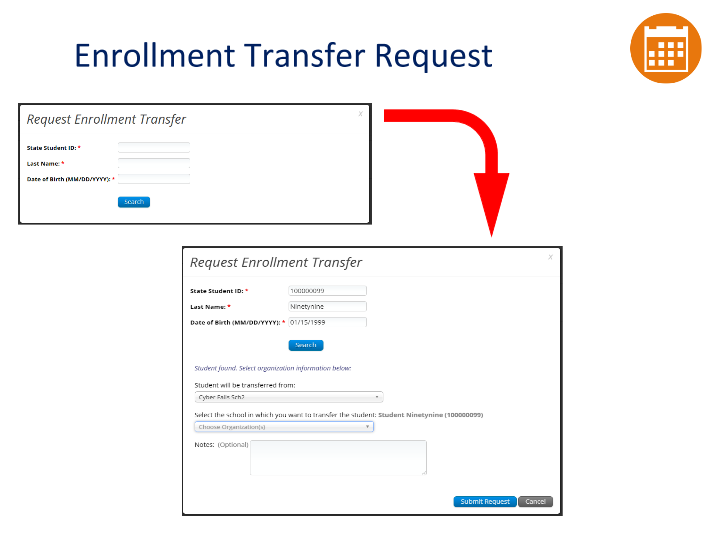 Enrollment Transfer Request
Request Enrollment Transfer
x
State Student ID: *
Last Name: *
Date of Birth (MM/DD/YYYY): *
Search
Request Enrollment Transfer
x
State Student ID: * 100000099
Last Name: * Ninetynine
Date of Birth (MM/DD/YYYY): * 01/15/1999
Search
Student found. Select organization information below:
Student will be transferred from:
Cyber Falls Sch2
Select the school in which you want to transfer the student: Student Ninetynine (100000099)
Choose Organization(s)
Notes: (Optional)
Submit Request Cancel